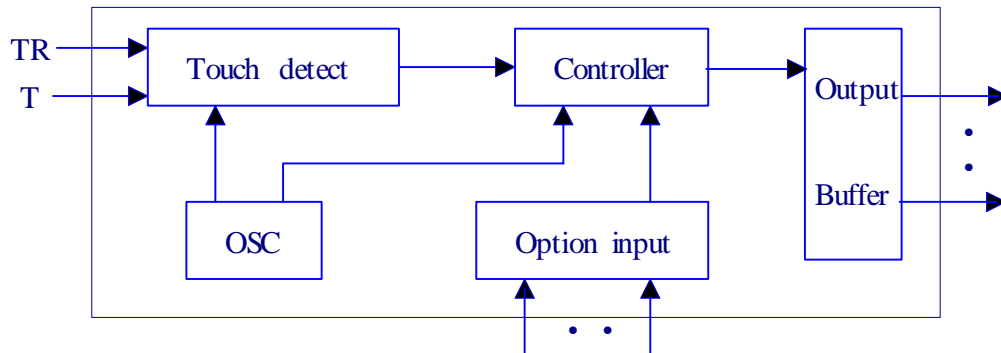 TR
Touch detect
Controller
T
Output
Buffer
OSC
Option input